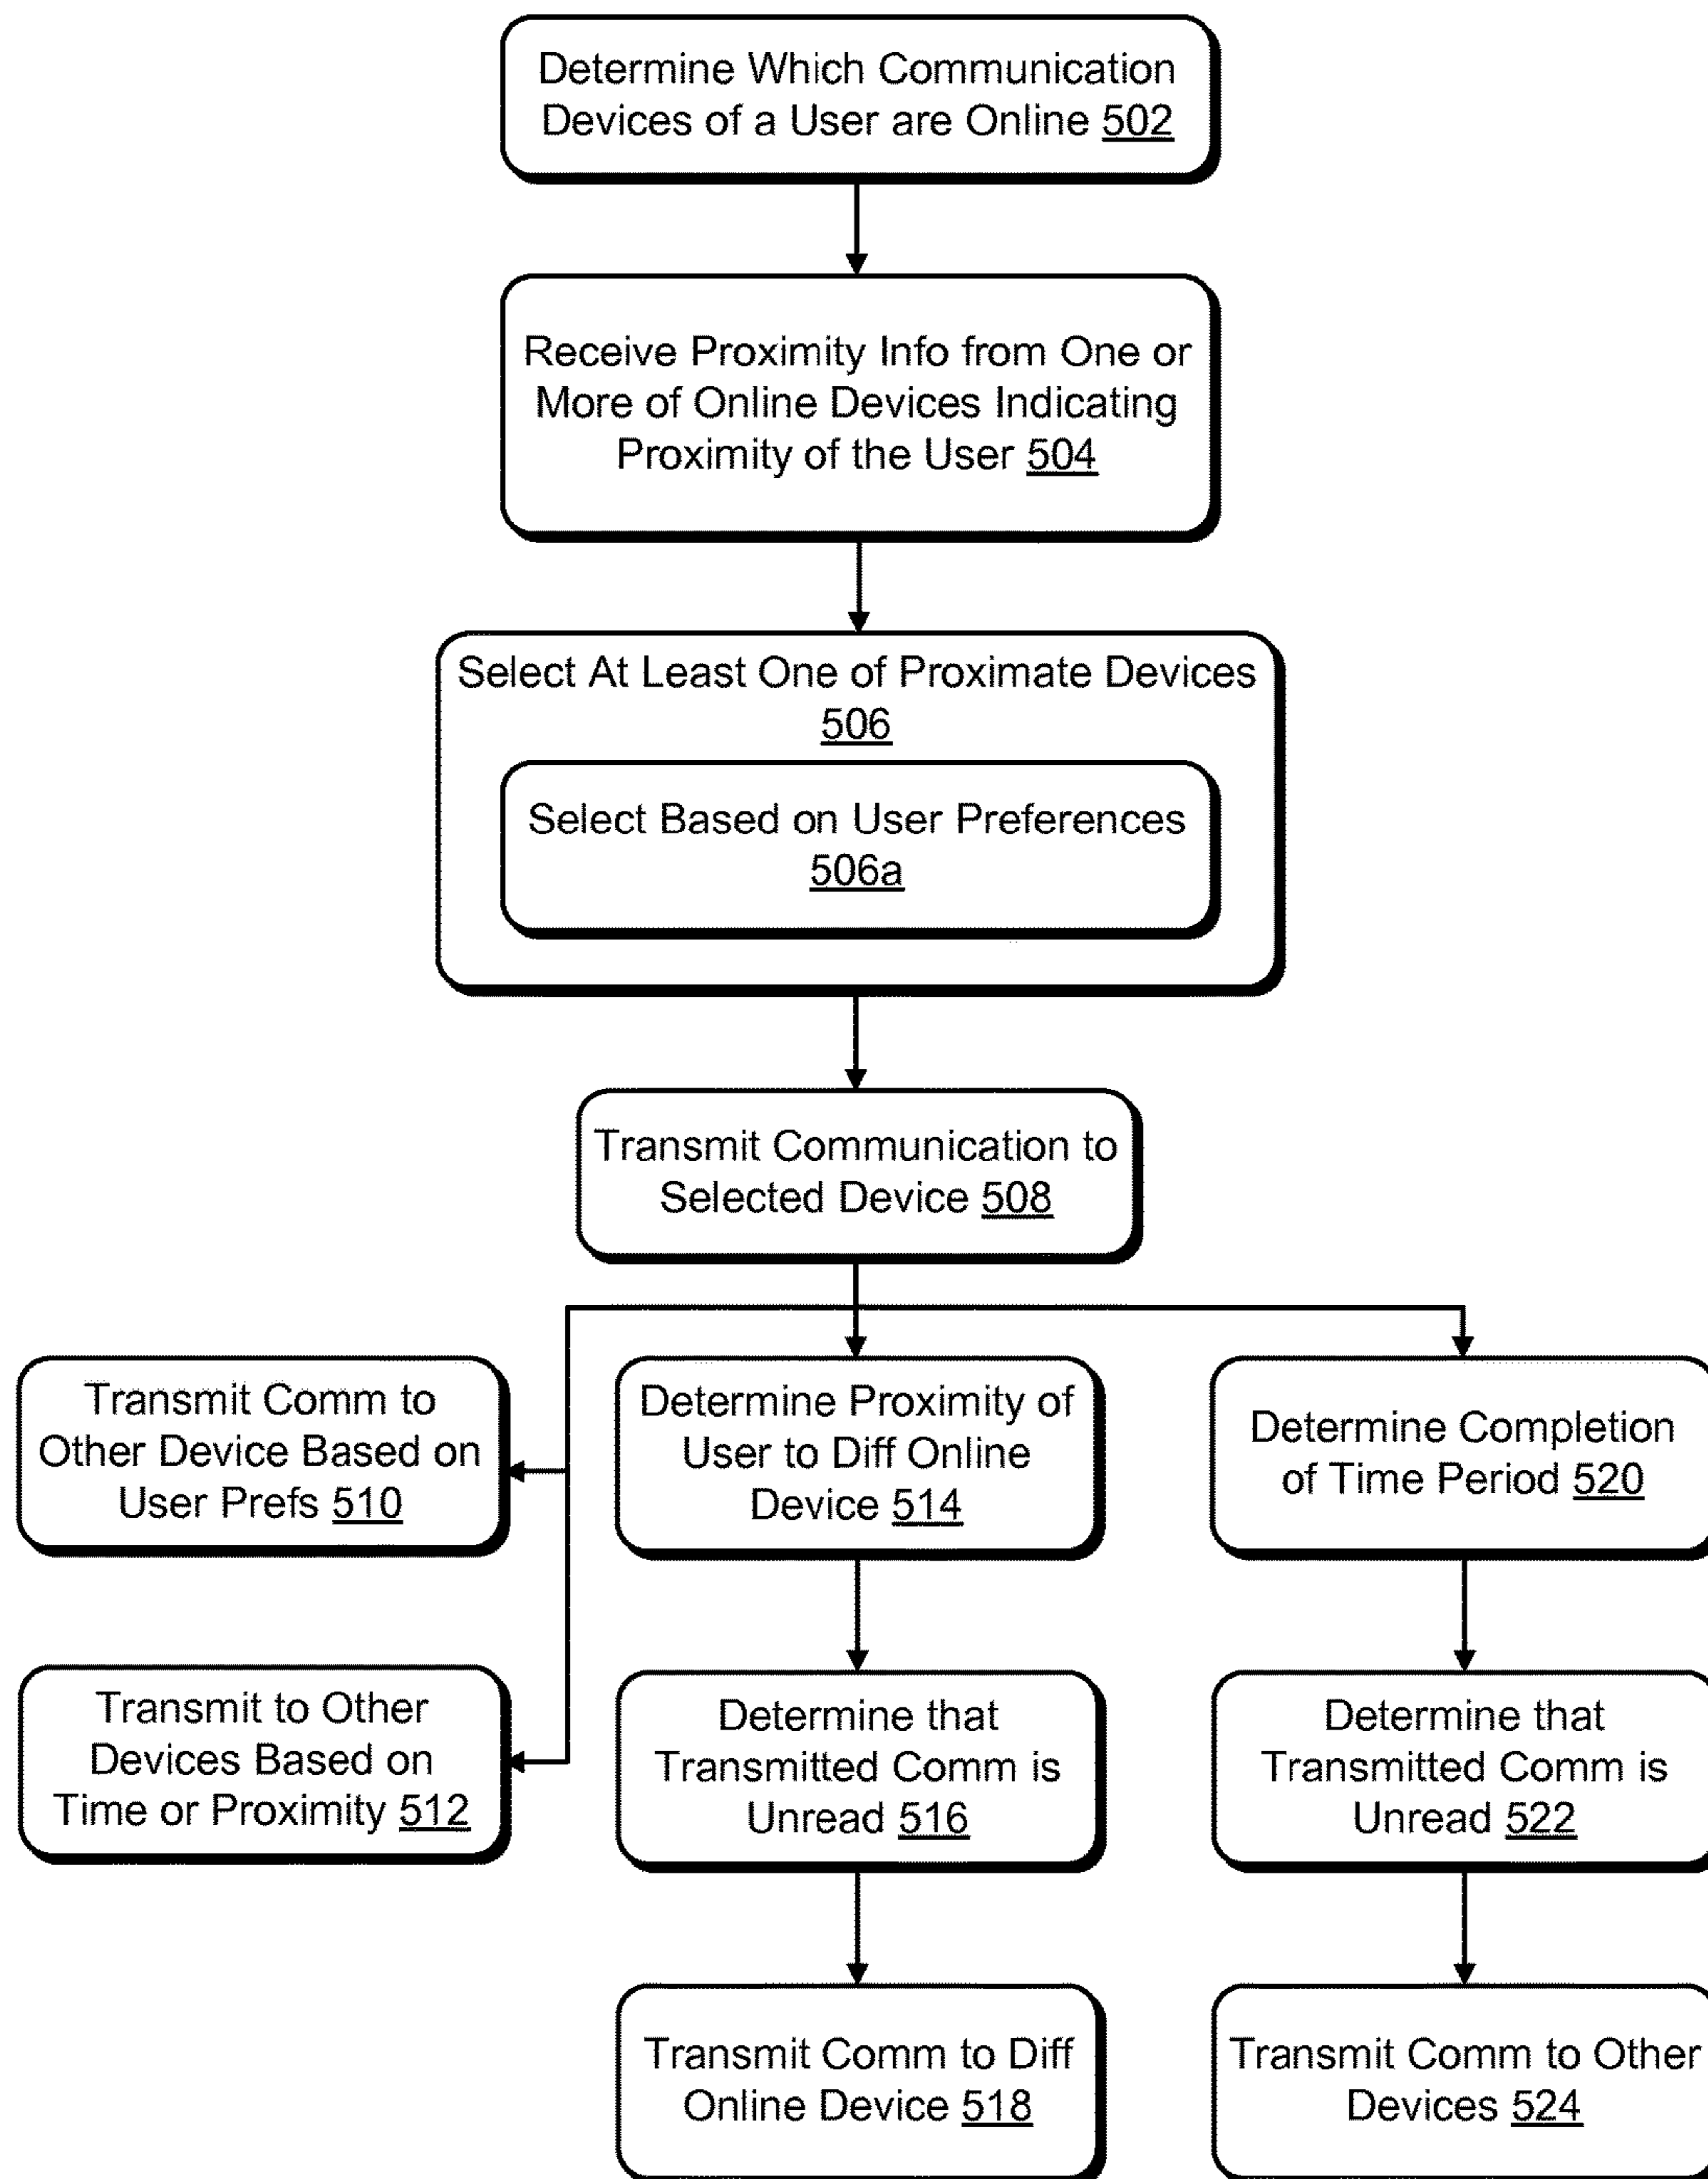 Determine Which Communication
Devices of a User are Online 502
Receive Proximity Info from One or
More of Online Devices Indicating
Proximity of the User 504
Select At Least One of Proximate Devices
506
Select Based on User Preferences
506a
Transmit Communication to
Selected Device 508
Transmit Comm to
Other Device Based on
User Prefs 510
Transmit to Other
Devices Based on
Time or Proximity 512
Determine Proximity of
User to Diff Online
Device 514
Determine that
Transmitted Comm is
Unread 516
Transmit Comm to Diff
Online Device 518
Determine Completion
of Time Period 520
Determine that
Transmitted Comm is
Unread 522
Transmit Comm to Other
Devices 524